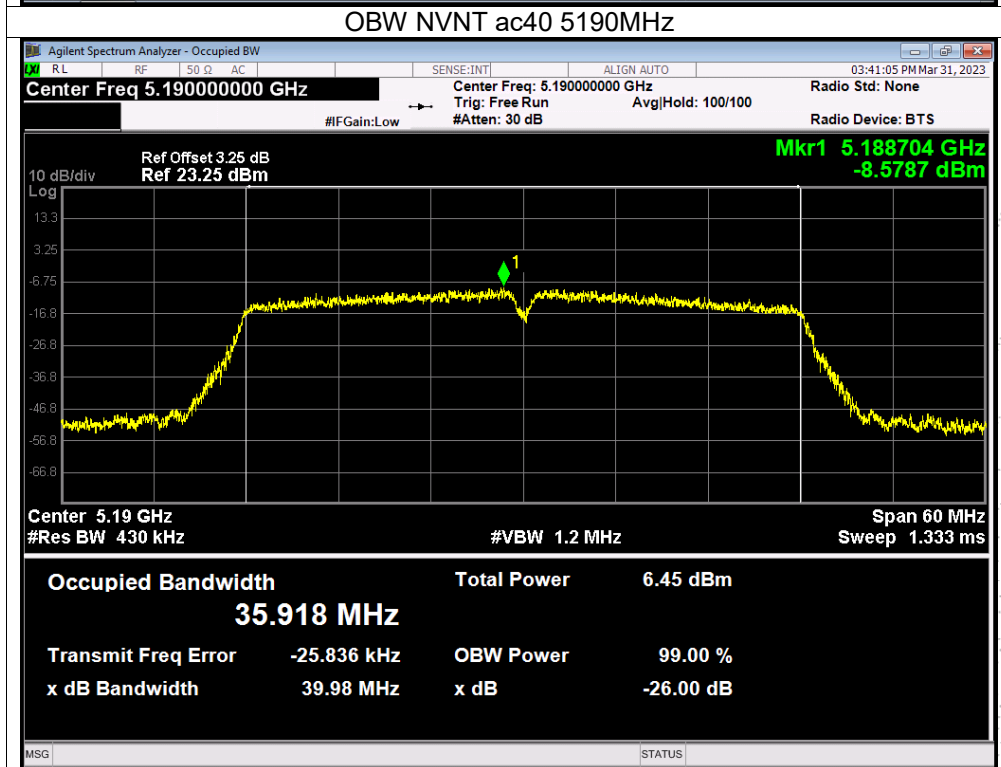 OBW NVNT ac40 5190MHz
Agilent Spectrum Analyzer - Occupied BW
LXI RL RF 50 Ω AC SENSE:INT ALIGN AUTO 03:41:05 PM Mar 31, 2023
Center Freq 5.190000000 GHz Center Freq: 5.190000000 GHz Radio Std: None
Trig: Free Run Avg|Hold: 100/100
#IFGain:Low #Atten: 30 dB Radio Device: BTS
Mkr1 5.188704 GHz
-8.5787 dBm
Ref Offset 3.25 dB
10 dB/div Ref 23.25 dBm
Log
13.3
3.25
1
-6.75
-16.8
-26.8
-36.8
-46.8
-56.8
-66.8
Center 5.19 GHz Span 60 MHz
#Res BW 430 kHz #VBW 1.2 MHz Sweep 1.333 ms
Occupied Bandwidth Total Power 6.45 dBm
35.918 MHz
Transmit Freq Error -25.836 kHz OBW Power 99.00 %
x dB Bandwidth 39.98 MHz x dB -26.00 dB
MSG STATUS